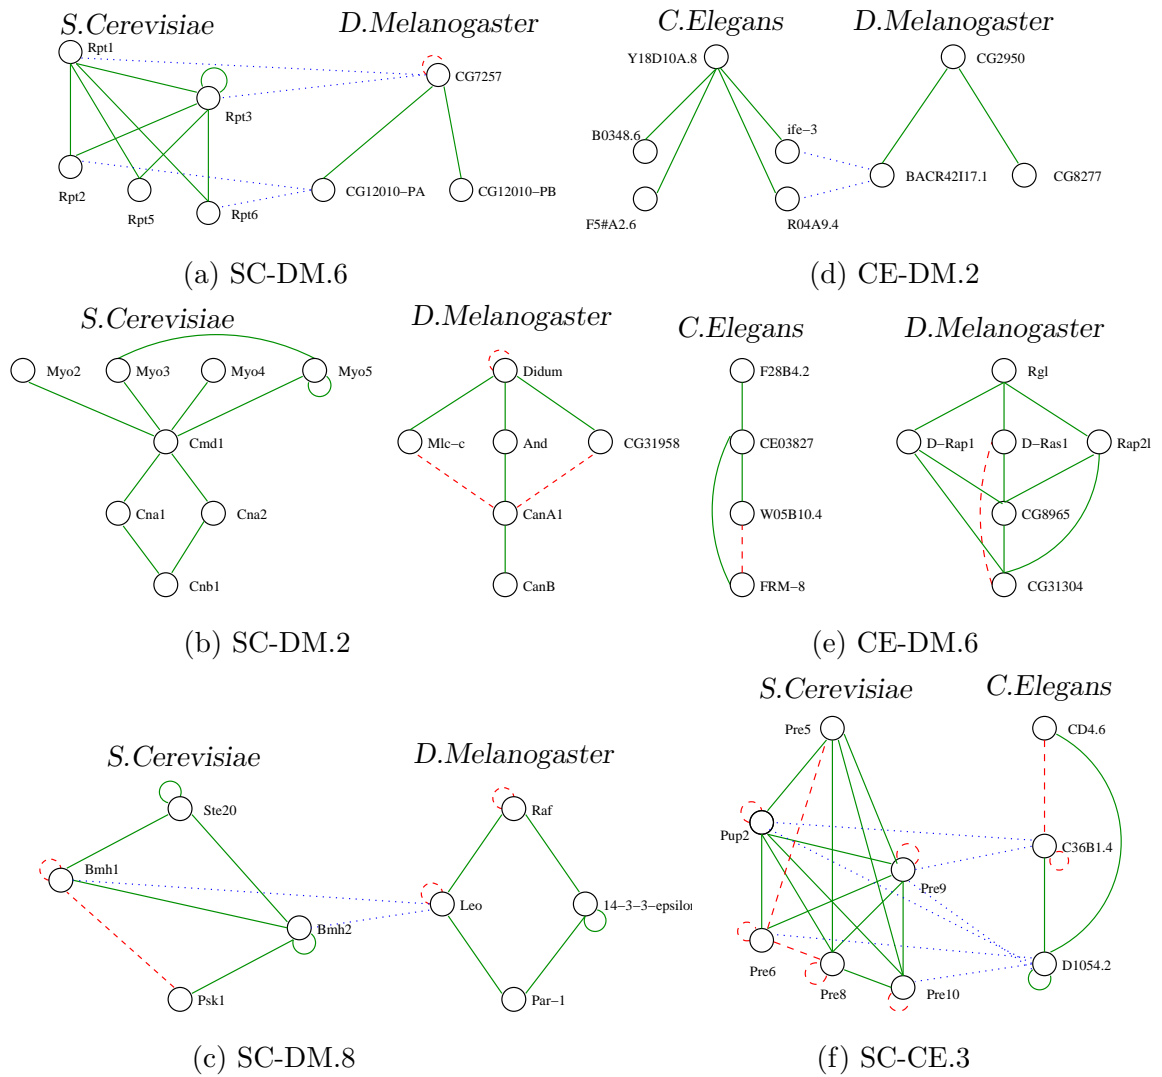 S.Cerevisiae
D.Melanogaster
Rpt1
CG7257
Rpt3
Rpt2
Rpt5
Rpt6
CG12010−PA
CG12010−PB
(a) SC-DM.6
C.Elegans
D.Melanogaster
Y18D10A.8
CG2950
B0348.6
ife−3
BACR42I17.1
CG8277
F5#A2.6
R04A9.4
(d) CE-DM.2
S.Cerevisiae
D.Melanogaster
Myo2
Myo3
Myo4
Myo5
Didum
Cmd1
Mlc−c
And
CG31958
Cna1
Cna2
CanA1
Cnb1
CanB
(b) SC-DM.2
C.Elegans
D.Melanogaster
F28B4.2
Rgl
CE03827
D−Rap1
D−Ras1
Rap2l
W05B10.4
CG8965
FRM−8
CG31304
(e) CE-DM.6
S.Cerevisiae
D.Melanogaster
Ste20
Raf
Bmh1
Leo
14−3−3−epsilon
Bmh2
Psk1
Par−1
(c) SC-DM.8
S.Cerevisiae
C.Elegans
Pre5
CD4.6
Pup2
C36B1.4
Pre9
Pre6
Pre8
Pre10
D1054.2
(f) SC-CE.3